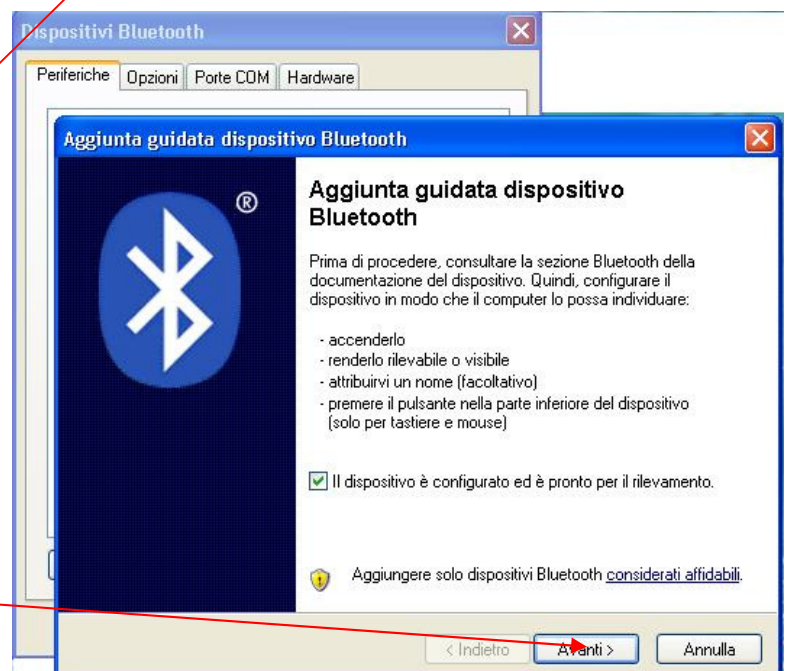 Dispositivi Bluetooth
Periferiche Opzioni Porte COM Hardware
Aggiunta guidata dispositivo Bluetooth
®
Aggiunta guidata dispositivo
Bluetooth
Prima di procedere, consultare la sezione Bluetooth della
documentazione del dispositivo. Quindi, configurare il
dispositivo in modo che il computer lo possa individuare:
- accenderlo
- renderlo rilevabile o visibile
- attribuirvi un nome (facoltativo)
- premere il pulsante nella parte inferiore del dispositivo
(solo per tastiere e mouse)
Il dispositivo è configurato ed è pronto per il rilevamento.
Aggiungere solo dispositivi Bluetooth considerati affidabili.
< Indietro Avanti > Annulla